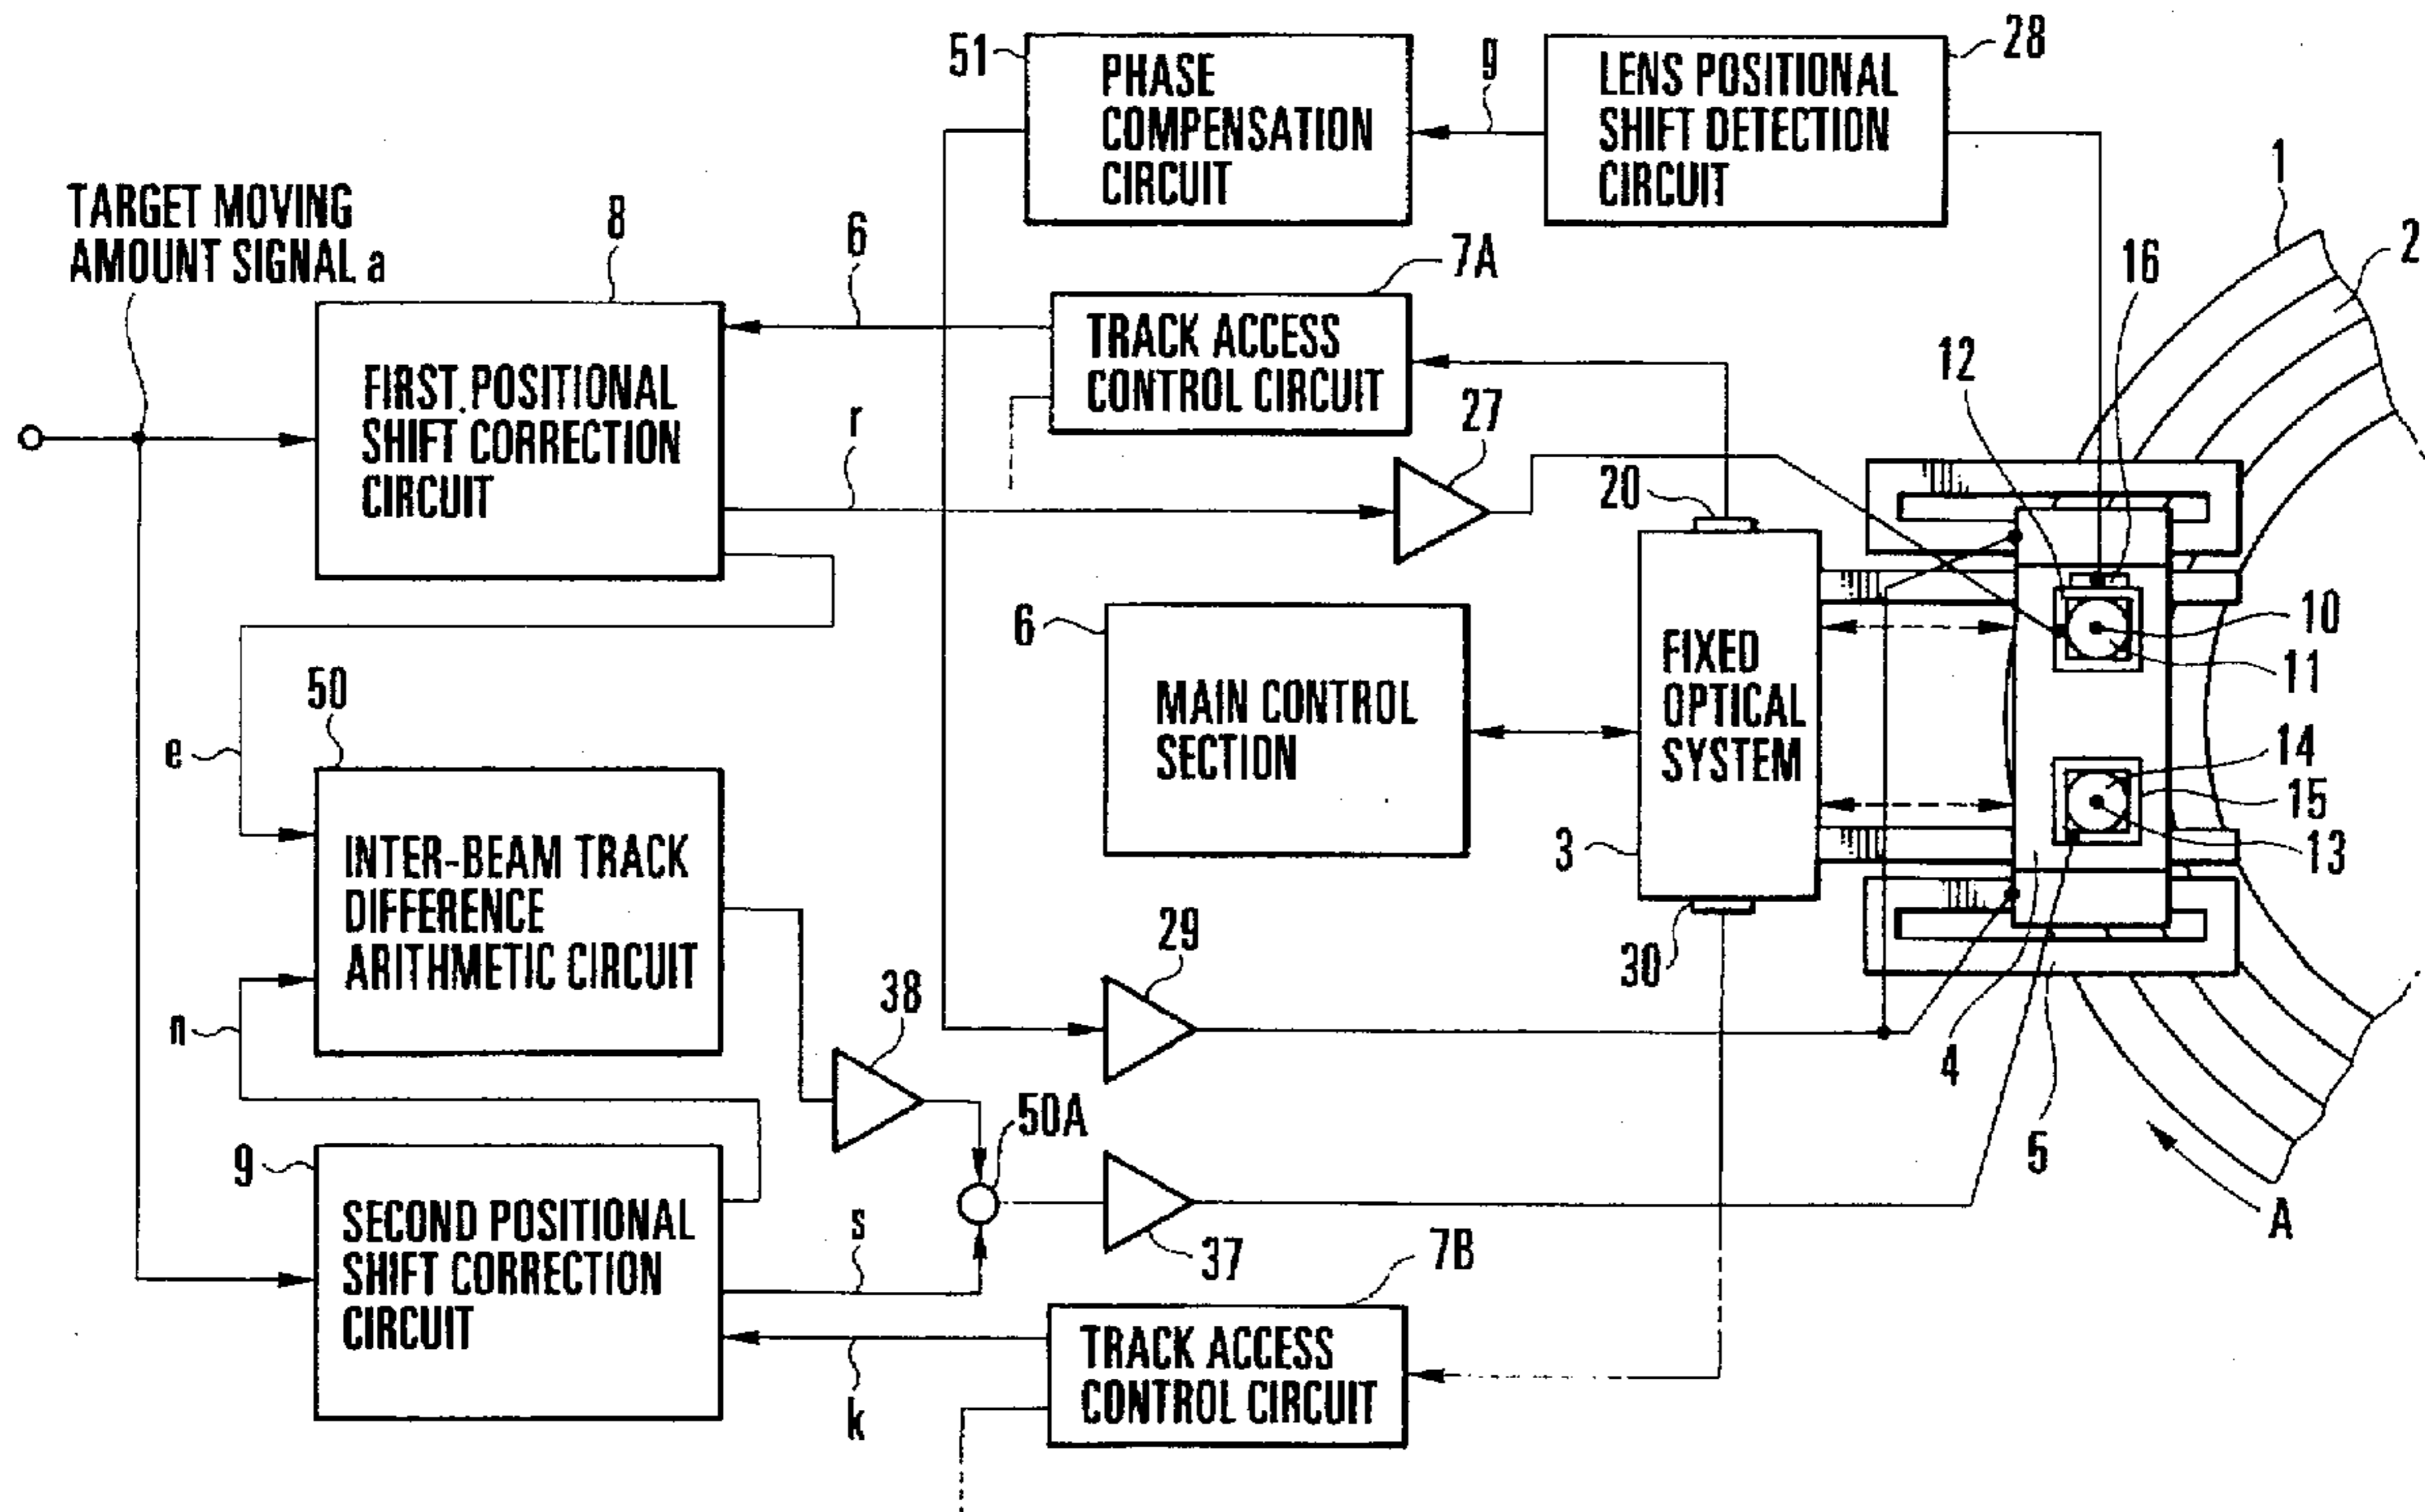 51
PHASE
COMPENSATION
CIRCUIT
g
LENS POSITIONAL
SHIFT DETECTION
CIRCUIT
28
1
2
TARGET MOVING
AMOUNT SIGNAL a
8
6
7A
16
FIRST POSITIONAL
SHIFT CORRECTION
CIRCUIT
TRACK ACCESS
CONTROL CIRCUIT
12
r
27
20
6
MAIN CONTROL
SECTION
FIXED
OPTICAL
SYSTEM
10
11
14
15
13
3
50
e
INTER-BEAM TRACK
DIFFERENCE
ARITHMETIC CIRCUIT
n
38
29
30
4
5
A
9
SECOND POSITIONAL
SHIFT CORRECTION
CIRCUIT
50A
s
37
7B
k
TRACK ACCESS
CONTROL CIRCUIT